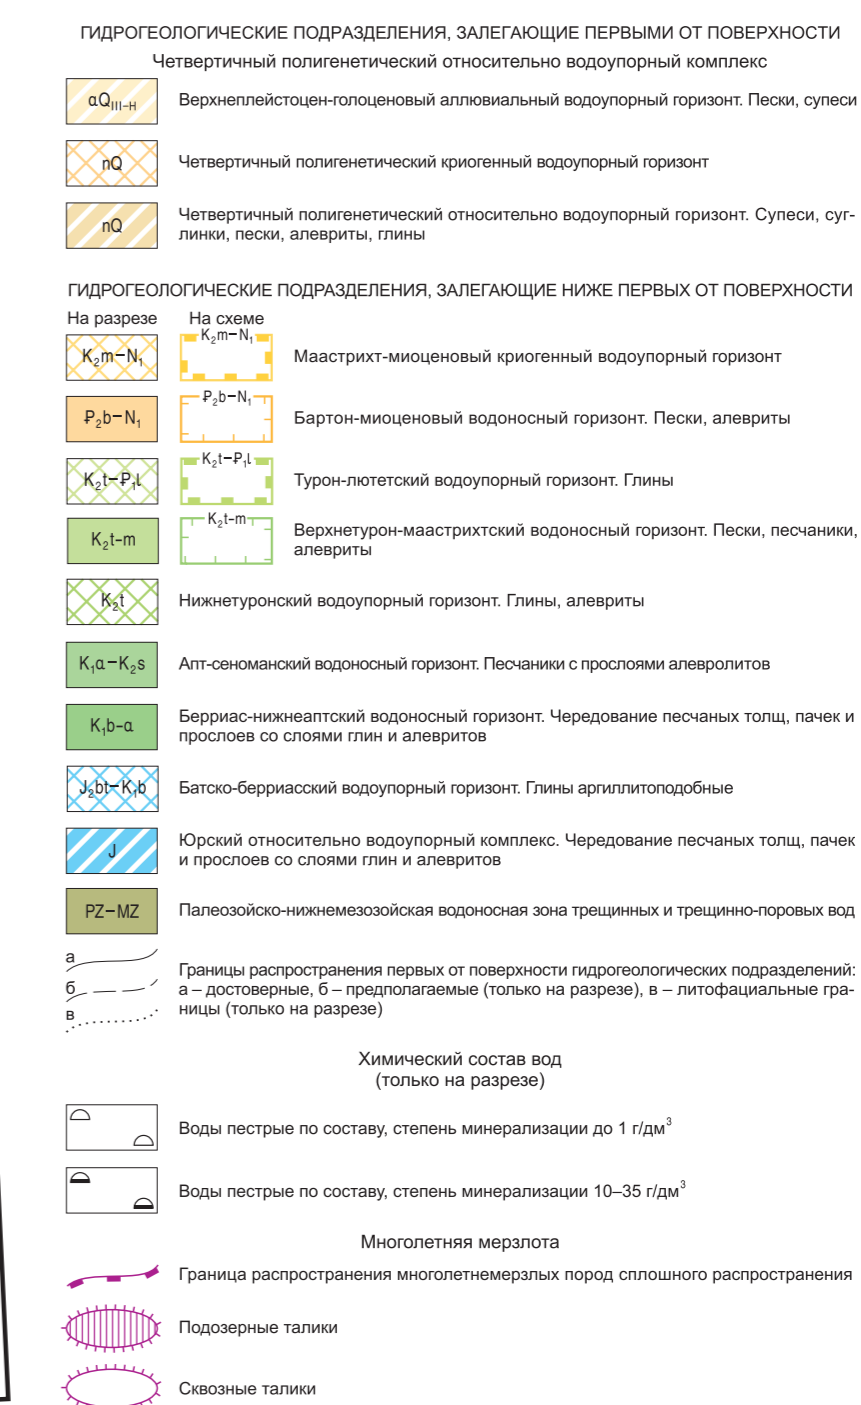 ГИДРОГЕОЛОГИЧЕСКИЕ ПОДРАЗДЕЛЕНИЯ, ЗАЛЕГАЮЩИЕ ПЕРВЫМИ ОТ ПОВЕРХНОСТИ
Четвертичный полигенетический относительно водоупорный комплекс
αQIII–H Верхнеплейстоцен-голоценовый аллювиальный водоупорный горизонт. Пески, супеси
nQ Четвертичный полигенетический криогенный водоупорный горизонт
nQ Четвертичный полигенетический относительно водоупорный горизонт. Супеси, суг-
линки, пески, алевриты, глины
ГИДРОГЕОЛОГИЧЕСКИЕ ПОДРАЗДЕЛЕНИЯ, ЗАЛЕГАЮЩИЕ НИЖЕ ПЕРВЫХ ОТ ПОВЕРХНОСТИ
На разрезе На схеме
K₂m–N₁ K₂m–N₁ Маастрихт-миоценовый криогенный водоупорный горизонт
₽₂b–N₁ ₽₂b–N₁ Бартон-миоценовый водоносный горизонт. Пески, алевриты
K₂t–₽₁l K₂t–₽₁l Турон-лютетский водоупорный горизонт. Глины
K₂t-m K₂t-m Верхнетурон-маастрихтский водоносный горизонт. Пески, песчаники,
алевриты
K₂t Нижнетуронский водоупорный горизонт. Глины, алевриты
K₁α–K₂s Апт-сеноманский водоносный горизонт. Песчаники с прослоями алевролитов
K₁b-α Берриас-нижнеаптский водоносный горизонт. Чередование песчаных толщ, пачек и
прослоев со слоями глин и алевритов
J₂bt–K₁b Батско-берриасский водоупорный горизонт. Глины аргиллитоподобные
J Юрский относительно водоупорный комплекс. Чередование песчаных толщ, пачек
и прослоев со слоями глин и алевритов
PZ–MZ Палеозойско-нижнемезозойская водоносная зона трещинных и трещинно-поровых вод
а
б
в
Границы распространения первых от поверхности гидрогеологических подразделений:
а – достоверные, б – предполагаемые (только на разрезе), в – литофациальные гра-
ницы (только на разрезе)
Химический состав вод
(только на разрезе)
Воды пестрые по составу, степень минерализации до 1 г/дм³
Воды пестрые по составу, степень минерализации 10–35 г/дм³
Многолетняя мерзлота
Граница распространения многолетнемерзлых пород сплошного распространения
Подозерные талики
Сквозные талики